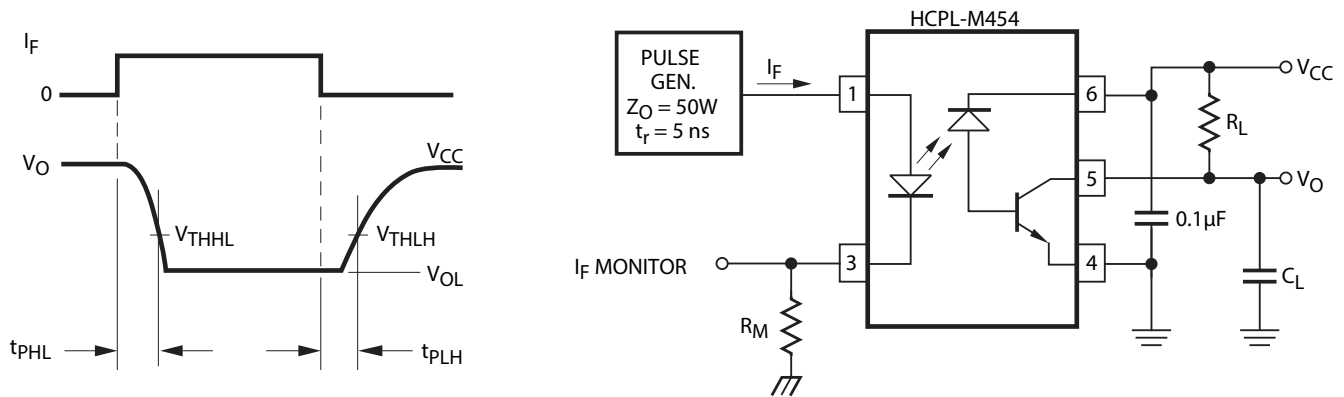 I_F
0
V_O
V_CC
V_THHL
V_THLH
V_OL
t_PHL
t_PLH
HCPL-M454
PULSE
GEN.
Z_O = 50W
t_r = 5 ns
I_F
1
6
V_CC
R_L
5
V_O
0.1µF
I_F MONITOR
3
4
C_L
R_M